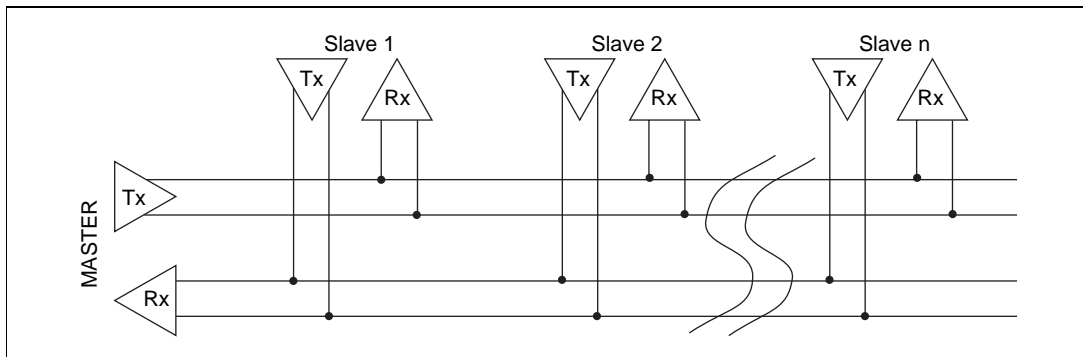 Slave 1
Slave 2
Slave n
Tx
Rx
Tx
Rx
Tx
Rx
Tx
MASTER
Rx